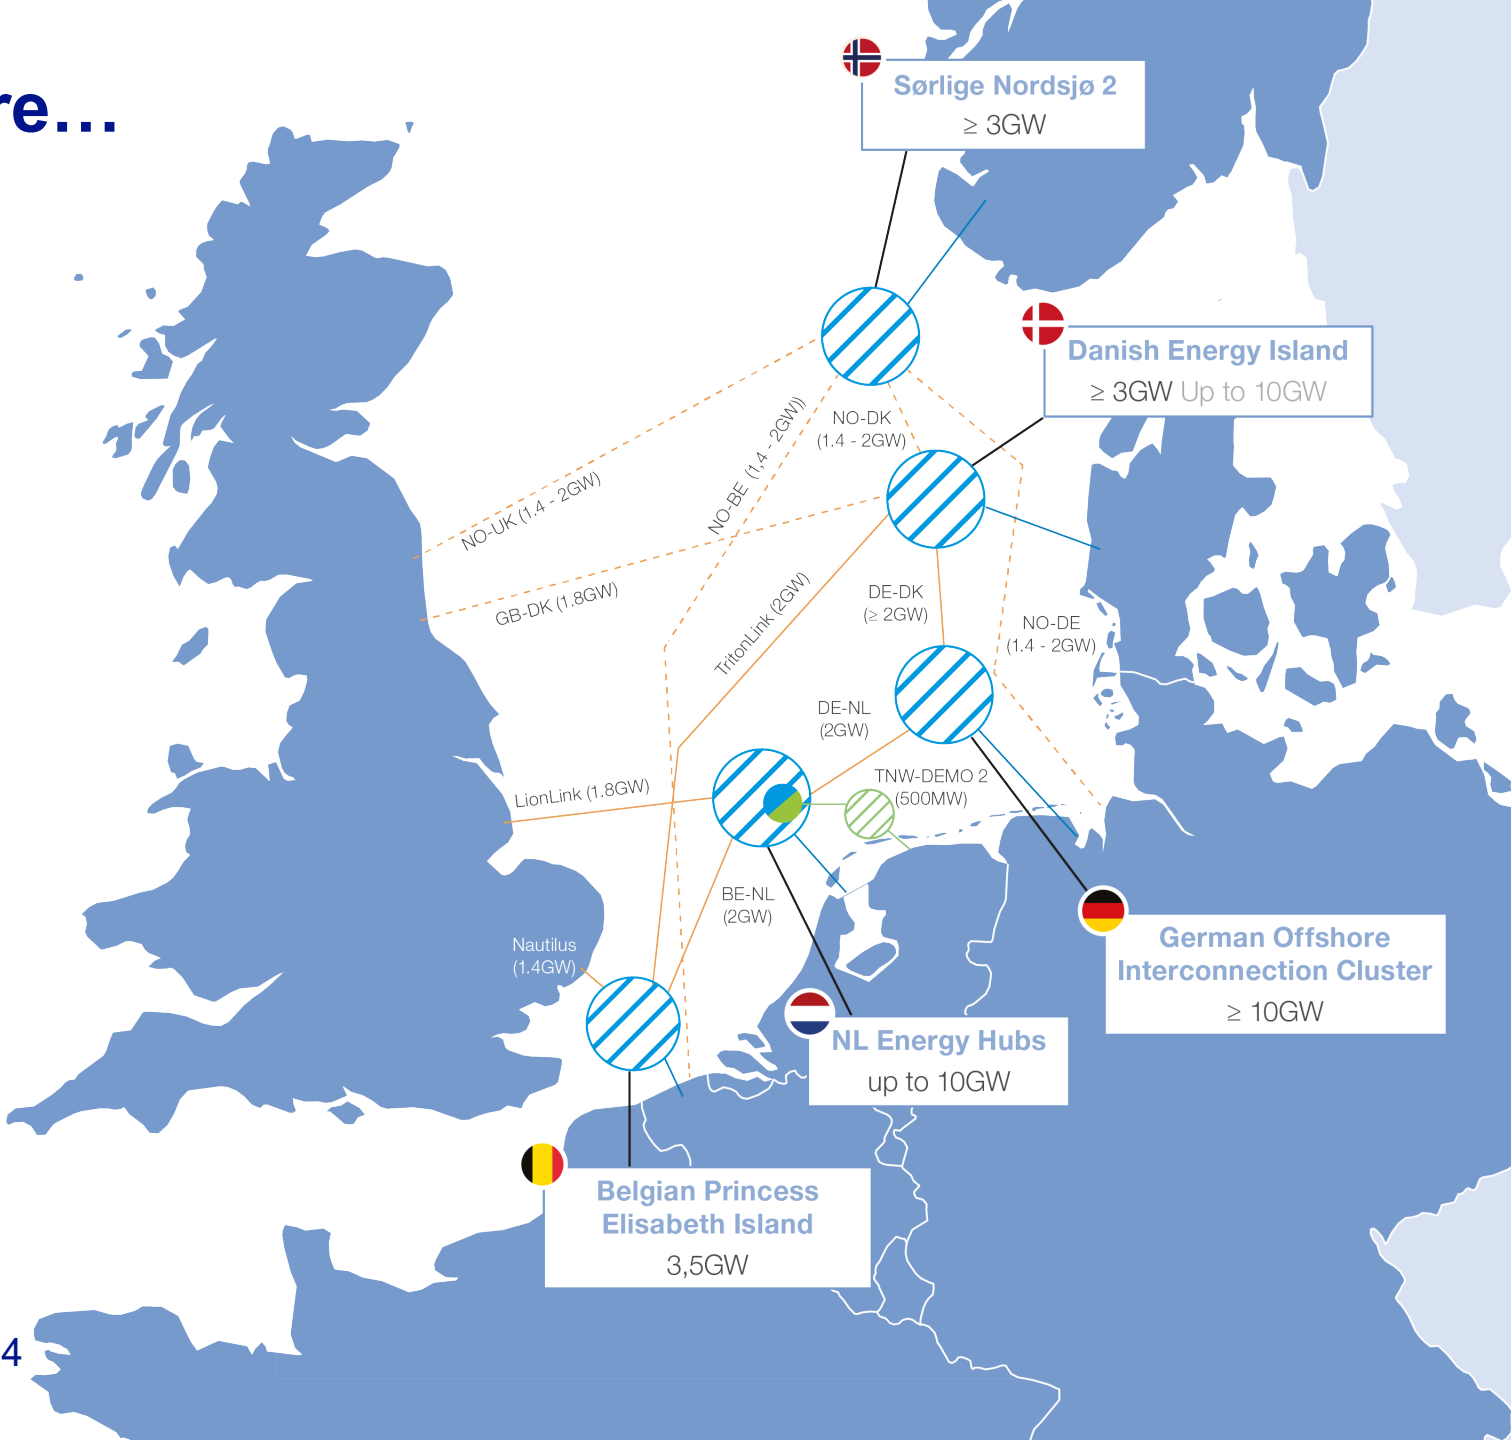 re…
Sørlige Nordsjø 2
≥ 3GW
Danish Energy Island
≥ 3GW Up to 10GW
NO-DK
(1.4 - 2GW)
NO-BE (1,4 - 2GW))
NO-UK (1.4 - 2GW)
GB-DK (1.8GW)
TritonLink (2GW)
DE-DK
(≥ 2GW)
NO-DE
(1.4 - 2GW)
DE-NL
(2GW)
TNW-DEMO 2
(500MW)
LionLink (1.8GW)
BE-NL
(2GW)
Nautilus
(1.4GW)
German Offshore
Interconnection Cluster
≥ 10GW
NL Energy Hubs
up to 10GW
Belgian Princess
Elisabeth Island
3,5GW
4